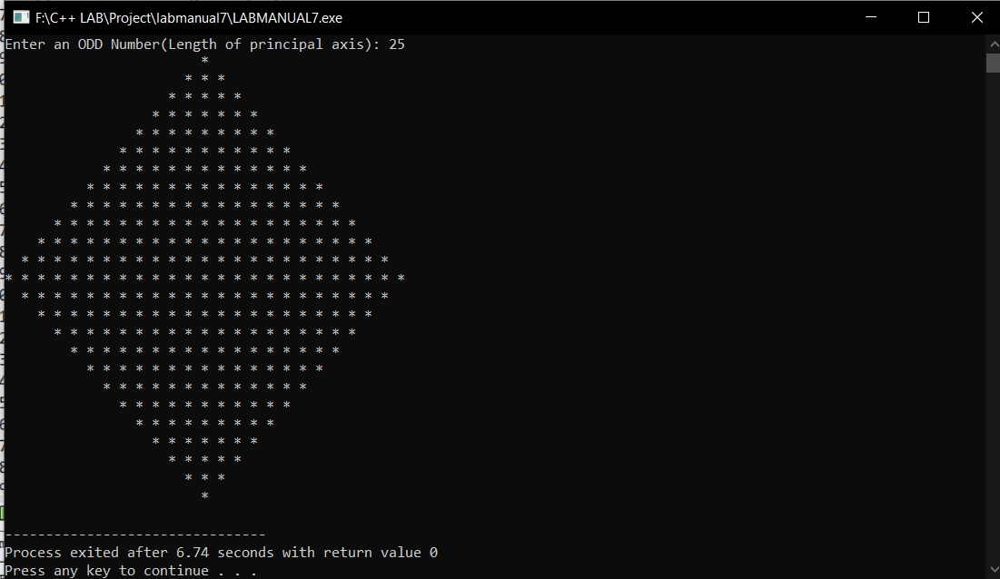 F:\C++ LAB\Project\labmanual7\LABMANUAL7.exe
Enter an ODD Number(Length of principal axis): 25
                        *
                      * * *
                    * * * * *
                  * * * * * * *
                * * * * * * * * *
              * * * * * * * * * * *
            * * * * * * * * * * * * *
          * * * * * * * * * * * * * * *
        * * * * * * * * * * * * * * * * *
      * * * * * * * * * * * * * * * * * * *
    * * * * * * * * * * * * * * * * * * * * *
  * * * * * * * * * * * * * * * * * * * * * * *
* * * * * * * * * * * * * * * * * * * * * * * * *
  * * * * * * * * * * * * * * * * * * * * * * *
    * * * * * * * * * * * * * * * * * * * * *
      * * * * * * * * * * * * * * * * * * *
        * * * * * * * * * * * * * * * * *
          * * * * * * * * * * * * * * *
            * * * * * * * * * * * * *
              * * * * * * * * * * *
                * * * * * * * * *
                  * * * * * * *
                    * * * * *
                      * * *
                        *
--------------------------------
Process exited after 6.74 seconds with return value 0
Press any key to continue . . .